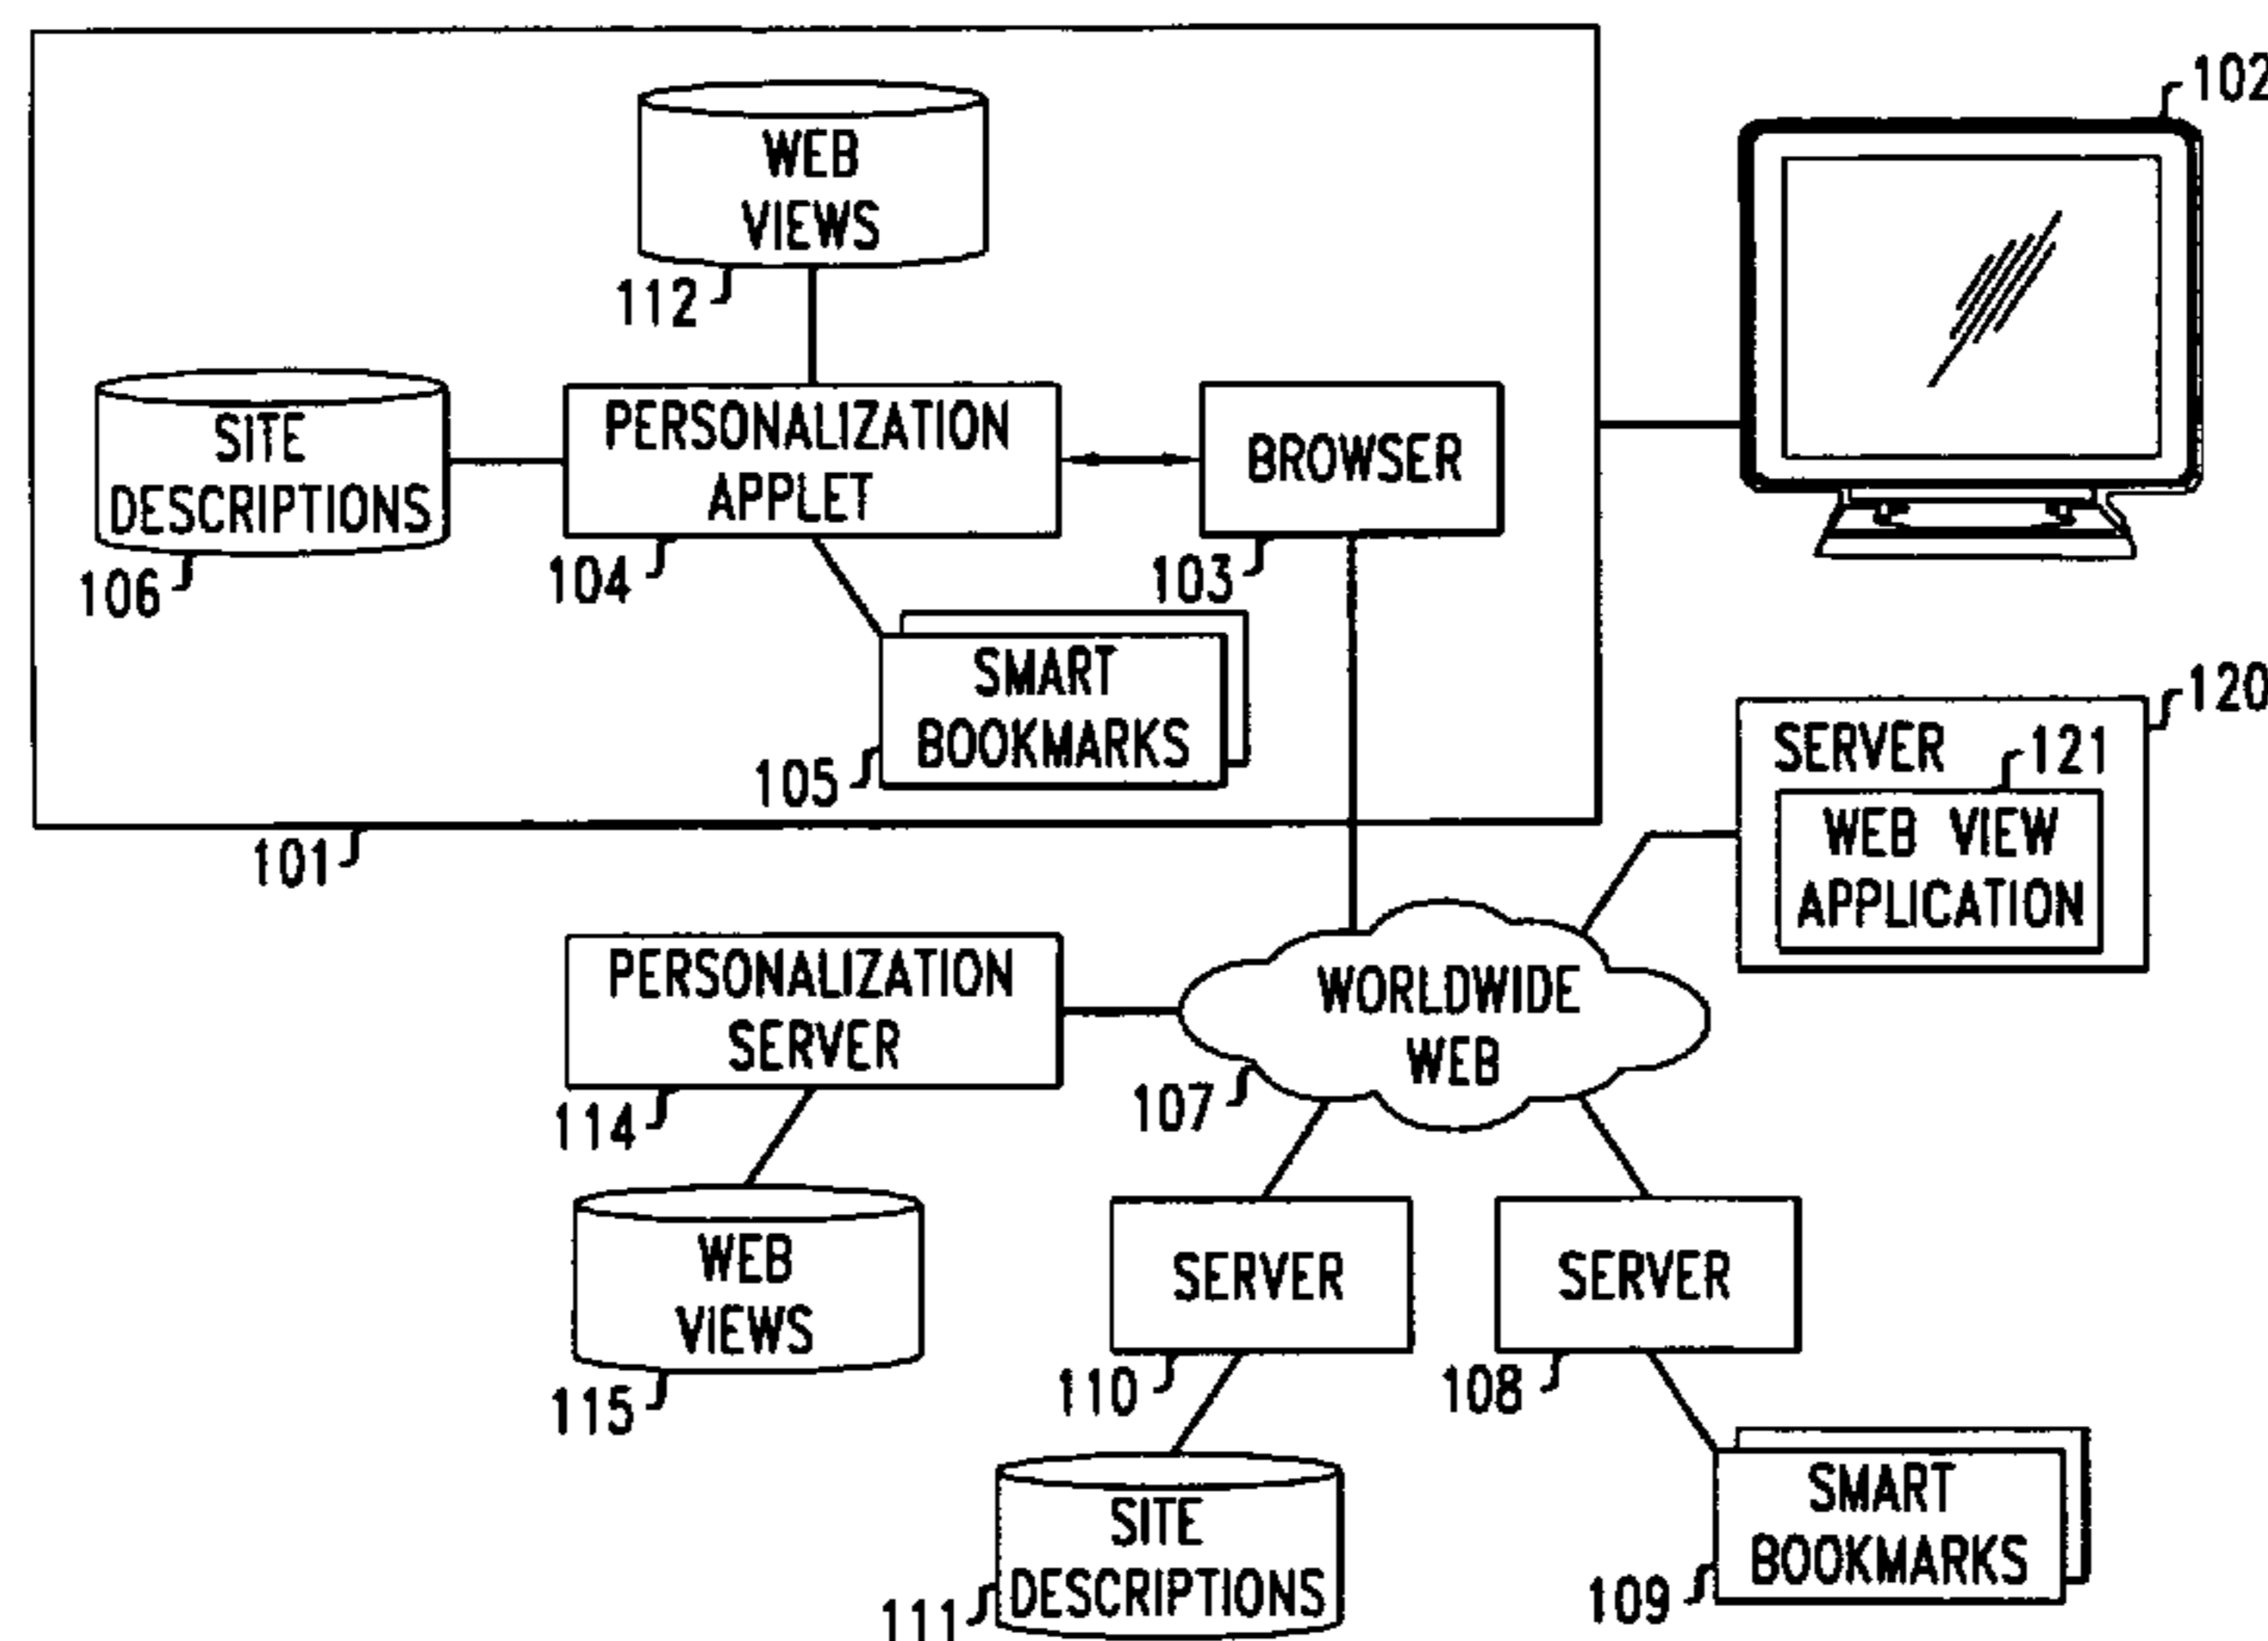 102
WEB
VIEWS
112
SITE
DESCRIPTIONS
106
PERSONALIZATION
APPLET
104
BROWSER
103
SMART
BOOKMARKS
105
101
120
SERVER
121
WEB VIEW
APPLICATION
PERSONALIZATION
SERVER
114
WORLDWIDE
WEB
107
WEB
VIEWS
115
SERVER
110
SERVER
108
SITE
DESCRIPTIONS
111
SMART
BOOKMARKS
109